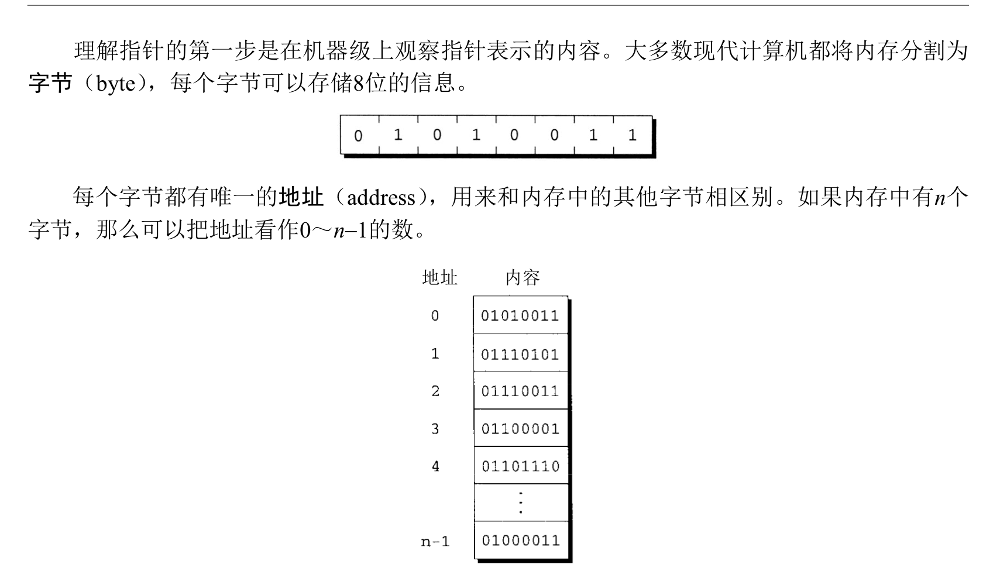 理解指针的第一步是在机器级上观察指针表示的内容。大多数现代计算机都将内存分割为
字节（byte），每个字节可以存储8位的信息。
0 1 0 1 0 0 1 1
每个字节都有唯一的地址（address），用来和内存中的其他字节相区别。如果内存中有n个
字节，那么可以把地址看作0～n–1的数。
地址 内容
0 01010011
1 01110101
2 01110011
3 01100001
4 01101110
⋮
n-1 01000011